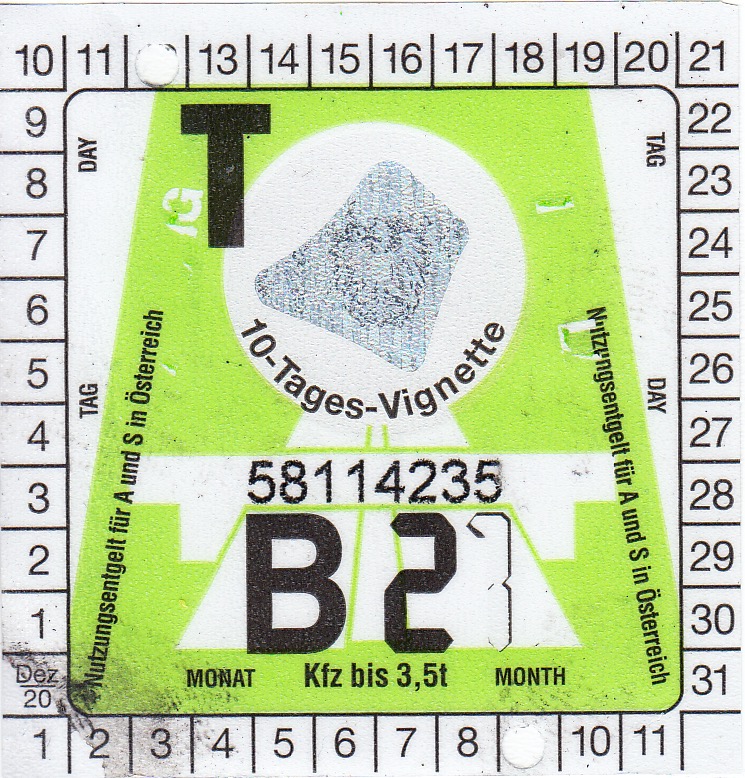 10 11 13 14 15 16 17 18 19 20 21
9 22
8 23
7 24
6 25
5 26
4 27
3 28
2 29
1 30
Dez
20
31
1 2 3 4 5 6 7 8 10 11
T
DAY
TAG
TAG
DAY
10-Tages-Vignette
Nutzungsentgelt für A und S in Österreich
Nutzungsentgelt für A und S in Österreich
58114235
B 23
MONAT Kfz bis 3,5t MONTH